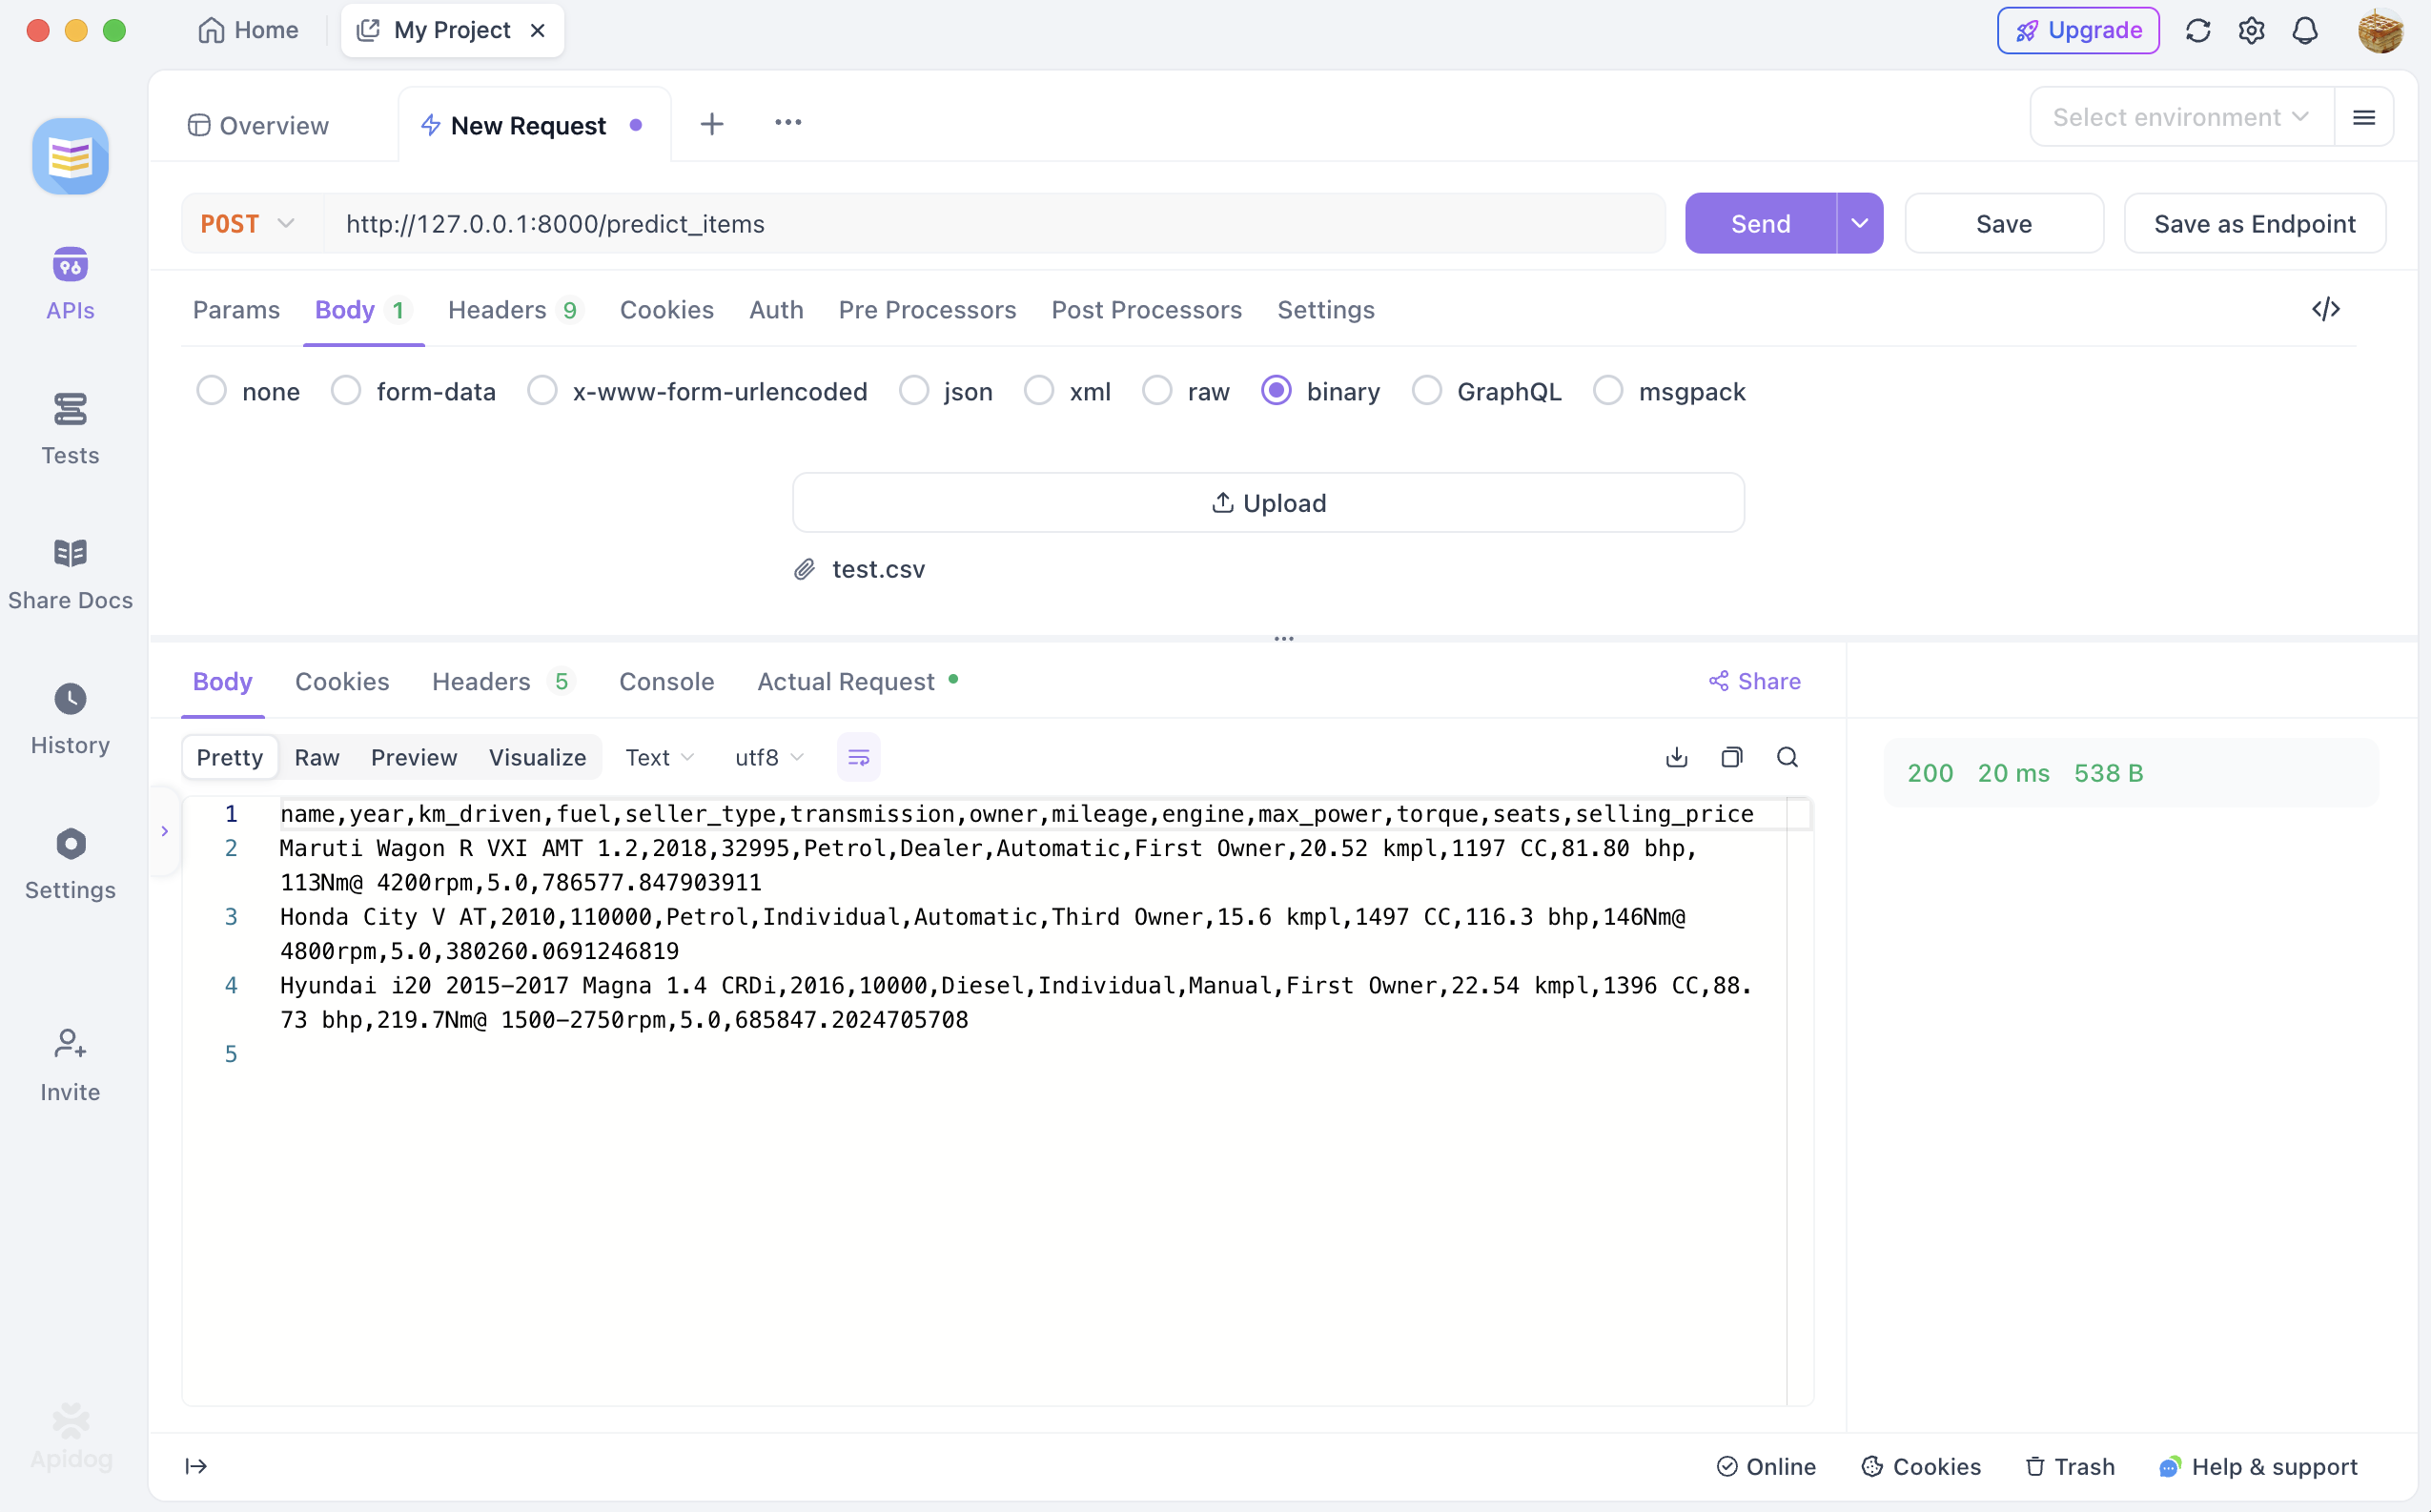 Home
My Project
Upgrade
Overview
New Request
Select environment
POST
http://127.0.0.1:8000/predict_items
Send
Save
Save as Endpoint
APIs
Tests
Share Docs
History
Settings
Invite
Apidog
Params
Body 1
Headers 9
Cookies
Auth
Pre Processors
Post Processors
Settings
none
form-data
x-www-form-urlencoded
json
xml
raw
binary
GraphQL
msgpack
Upload
test.csv
Body
Cookies
Headers 5
Console
Actual Request
Share
Pretty
Raw
Preview
Visualize
Text
utf8
200 20 ms 538 B
1 name,year,km_driven,fuel,seller_type,transmission,owner,mileage,engine,max_power,torque,seats,selling_price
2 Maruti Wagon R VXI AMT 1.2,2018,32995,Petrol,Dealer,Automatic,First Owner,20.52 kmpl,1197 CC,81.80 bhp,
113Nm@ 4200rpm,5.0,786577.847903911
3 Honda City V AT,2010,110000,Petrol,Individual,Automatic,Third Owner,15.6 kmpl,1497 CC,116.3 bhp,146Nm@
4800rpm,5.0,380260.0691246819
4 Hyundai i20 2015-2017 Magna 1.4 CRDi,2016,10000,Diesel,Individual,Manual,First Owner,22.54 kmpl,1396 CC,88.
73 bhp,219.7Nm@ 1500-2750rpm,5.0,685847.2024705708
5
Online
Cookies
Trash
Help & support